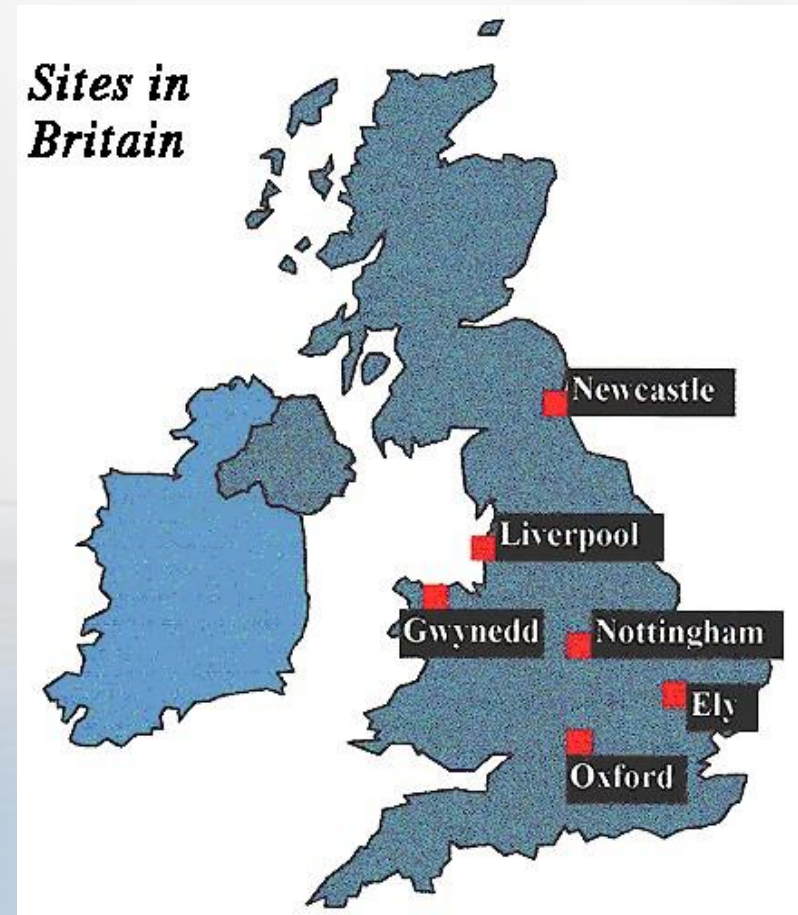 Sites in
Britain
Newcastle
Liverpool
Gwynedd
Nottingham
Ely
Oxford